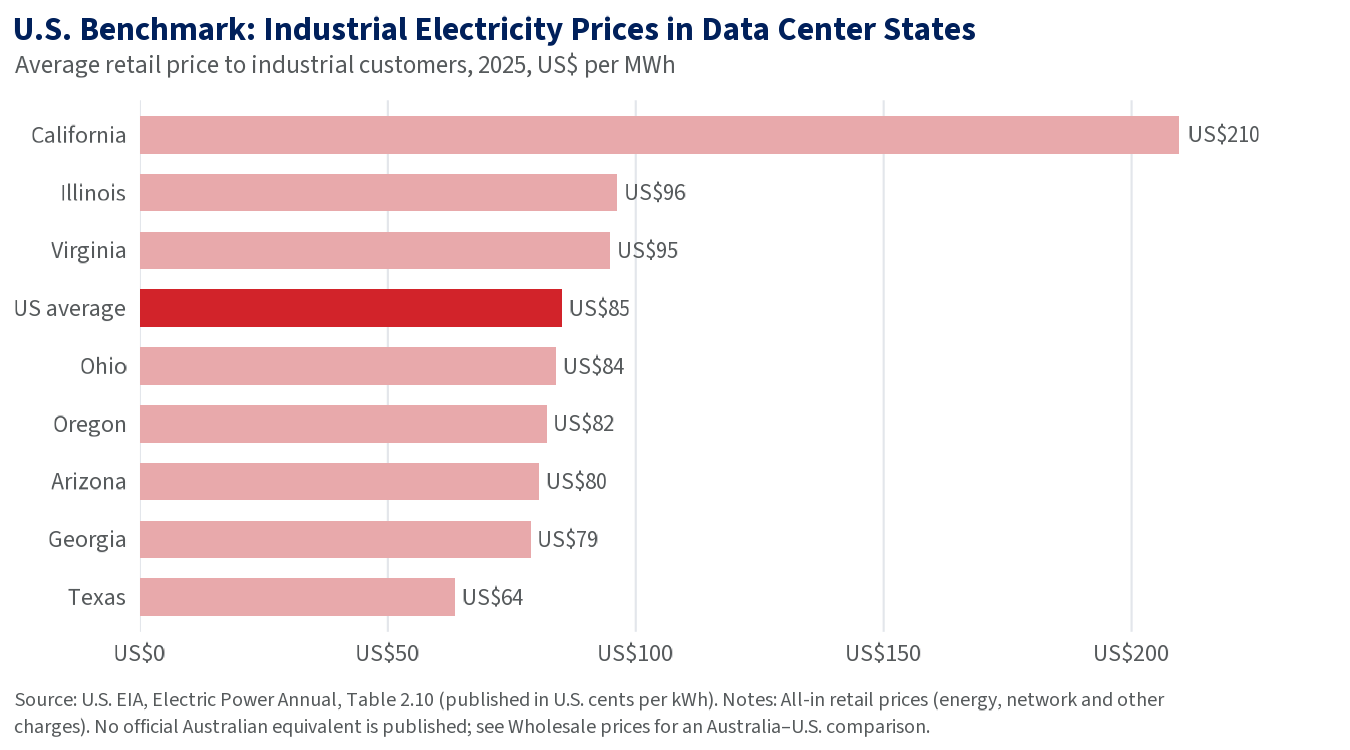 U.S. Benchmark: Industrial Electricity Prices in Data Center States
Average retail price to industrial customers, 2025, US$ per MWh
California US$210
Illinois US$96
Virginia US$95
US average US$85
Ohio US$84
Oregon US$82
Arizona US$80
Georgia US$79
Texas US$64
US$0 US$50 US$100 US$150 US$200
Source: U.S. EIA, Electric Power Annual, Table 2.10 (published in U.S. cents per kWh). Notes: All-in retail prices (energy, network and other
charges). No official Australian equivalent is published; see Wholesale prices for an Australia–U.S. comparison.